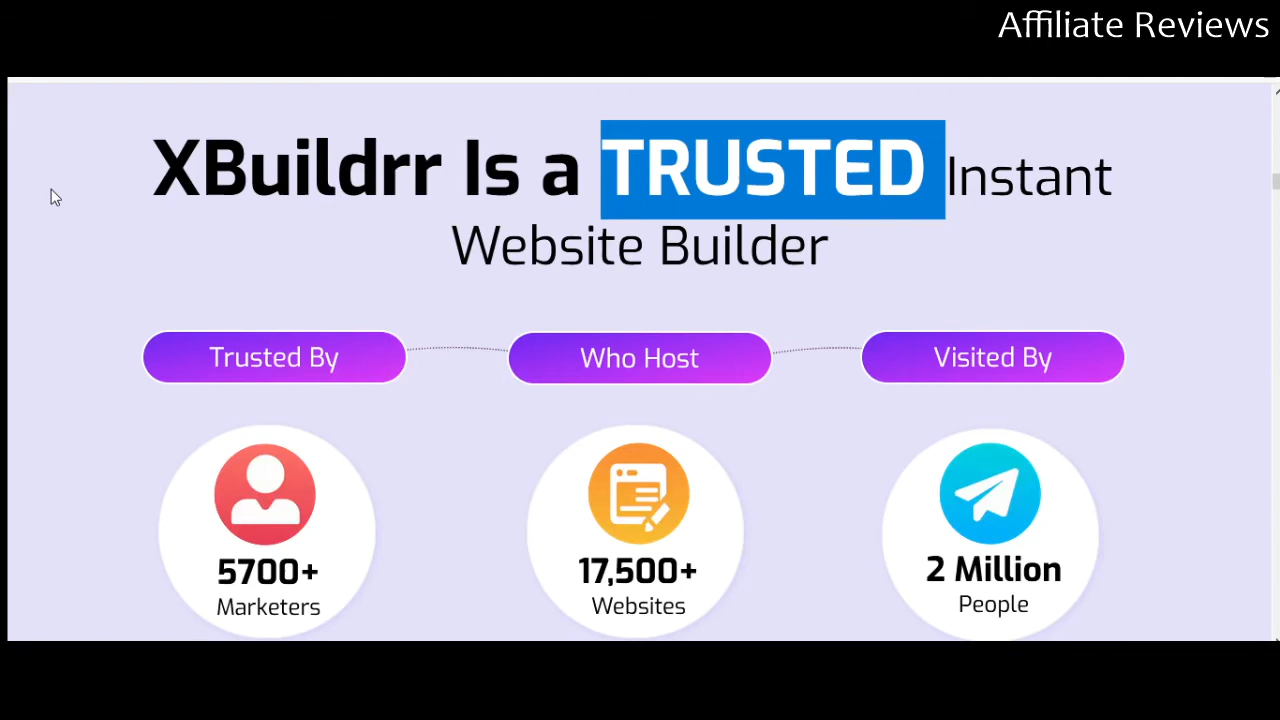 Affiliate Reviews
XBuildrr Is a TRUSTED Instant
Website Builder
Trusted By
Who Host
Visited By
5700+
Marketers
17,500+
Websites
2 Million
People